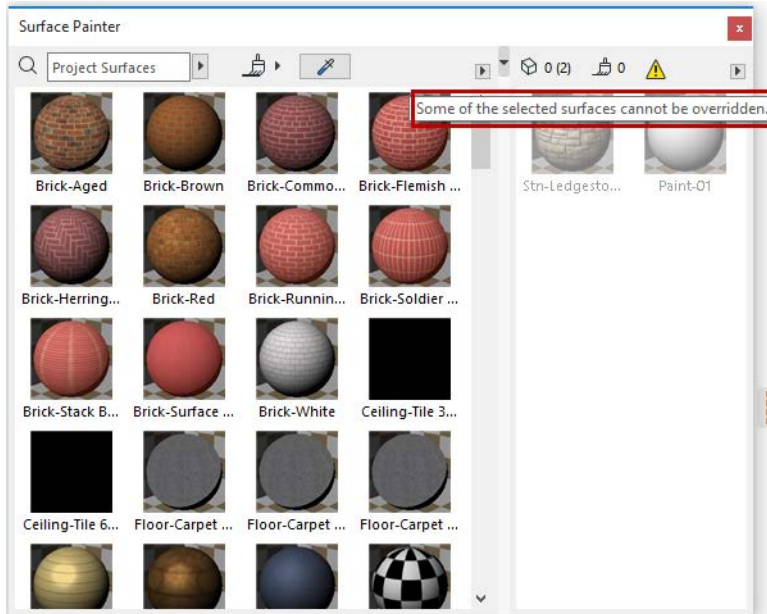 Surface Painter
x
Project Surfaces
0 (2)
0
Some of the selected surfaces cannot be overridden.
Brick-Aged
Brick-Brown
Brick-Commo...
Brick-Flemish ...
Stn-Ledgesto...
Paint-01
Brick-Herring...
Brick-Red
Brick-Runnin...
Brick-Soldier ...
Brick-Stack B...
Brick-Surface ...
Brick-White
Ceiling-Tile 3...
Ceiling-Tile 6...
Floor-Carpet ...
Floor-Carpet ...
Floor-Carpet ...